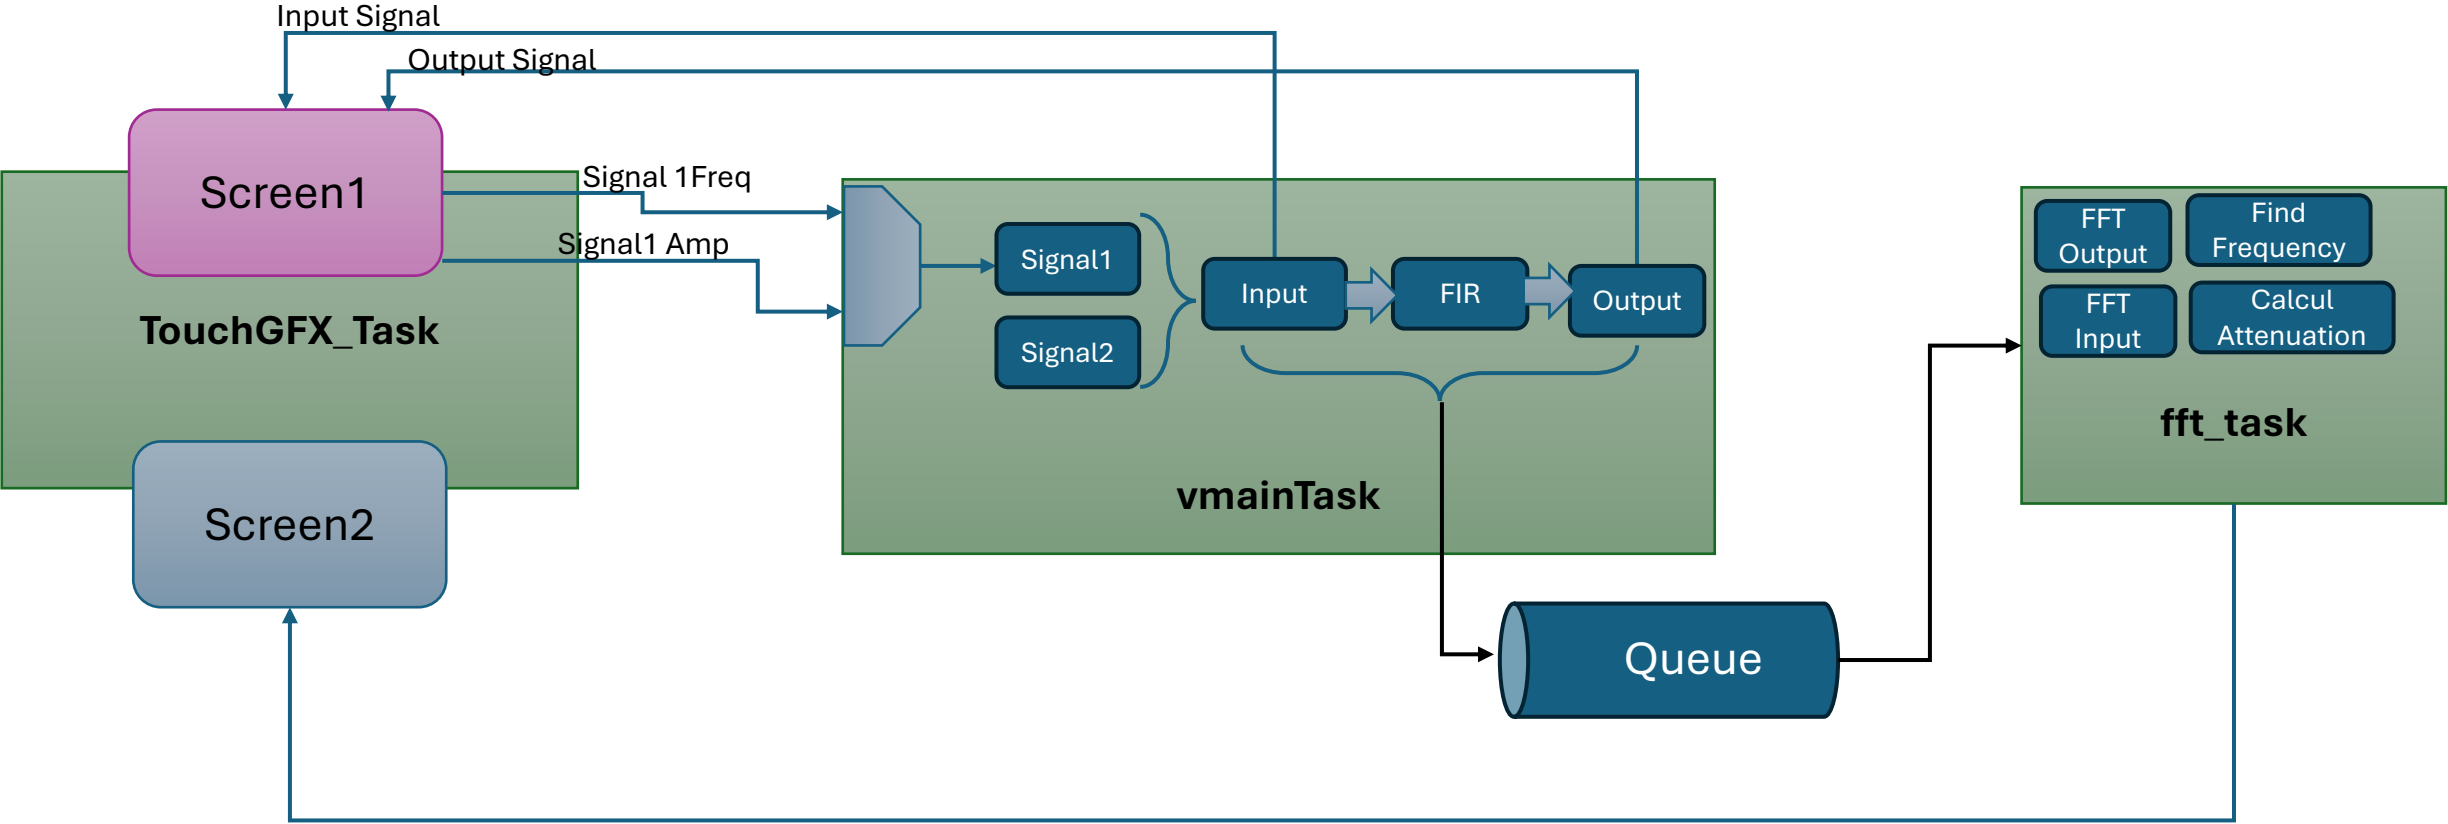 Input Signal
Output Signal
Screen1
Signal 1Freq
Signal1 Amp
TouchGFX_Task
Screen2
Signal1
Signal2
Input
FIR
Output
vmainTask
Queue
FFT
Output
Find
Frequency
FFT
Input
Calcul
Attenuation
fft_task